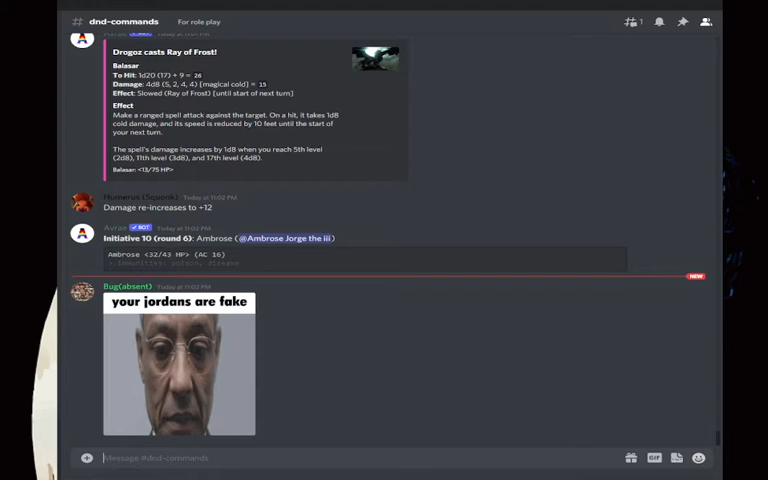 # dnd-commands For role play 1
Drogoz casts Ray of Frost!
Balasar
To Hit: 1d20 (17) + 9 = 26
Damage: 4d8 (5, 2, 4, 4) [magical cold] = 15
Effect: Slowed (Ray of Frost) [until start of next turn]
Effect
Make a ranged spell attack against the target. On a hit, it takes 1d8
cold damage, and its speed is reduced by 10 feet until the start of
your next turn.
The spell's damage increases by 1d8 when you reach 5th level
(2d8), 11th level (3d8), and 17th level (4d8).
Balasar: <13/75 HP>
Humerus (Squonk) Today at 11:02 PM
Damage re-increases to +12
Avrae BOT Today at 11:02 PM
Initiative 10 (round 6): Ambrose (@Ambrose Jorge the iii)
Ambrose <32/43 HP> (AC 16)
> Immunities: poison, disease
NEW
Bug(absent) Today at 11:02 PM
your jordans are fake
Message #dnd-commands
GIF